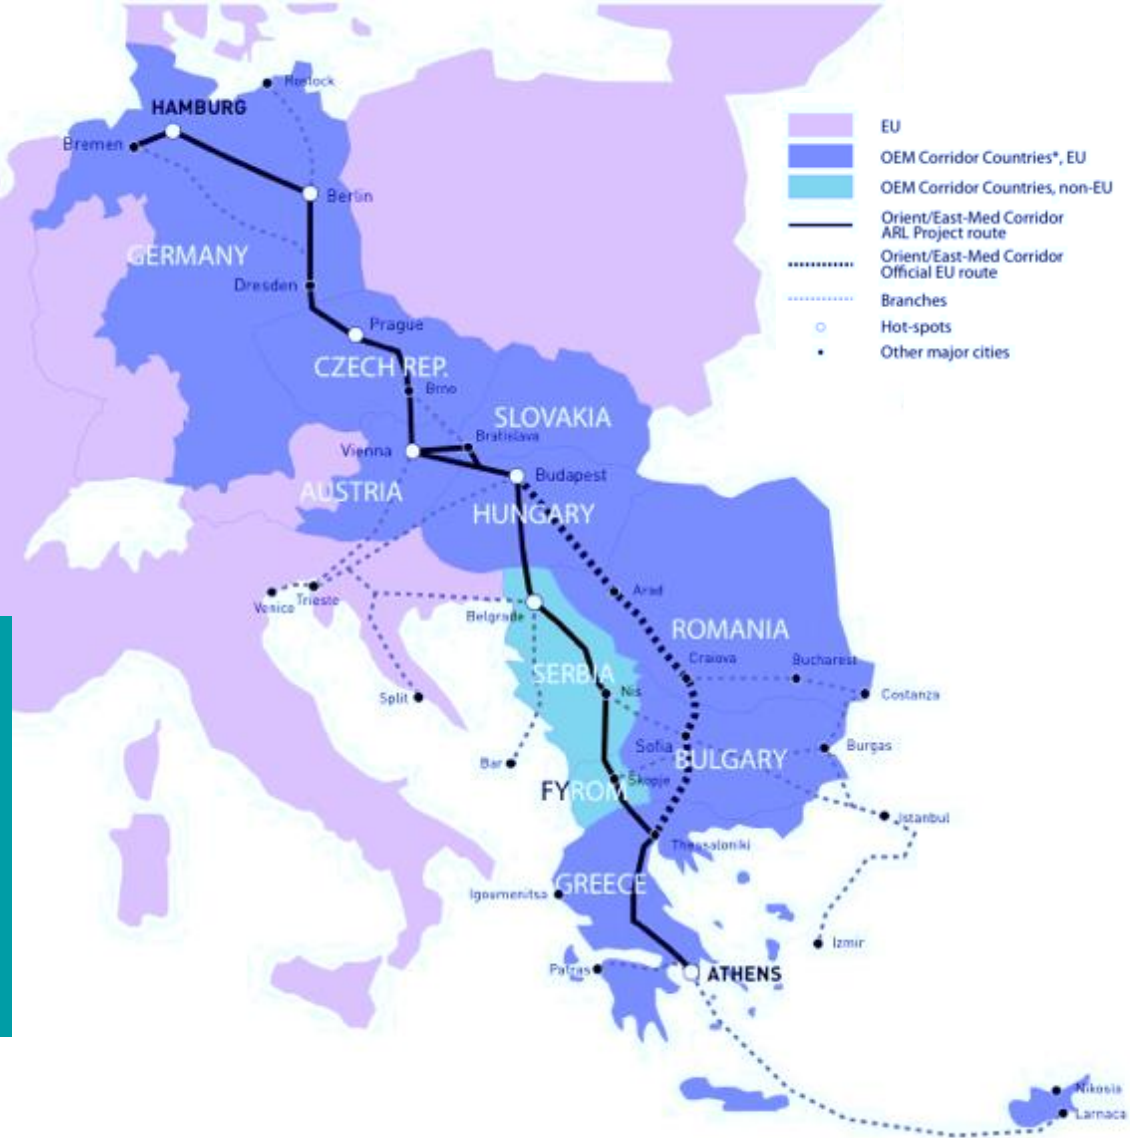 Rostock
HAMBURG
Bremen
Berlin
GERMANY
Dresden
Prague
CZECH REP.
Brno
SLOVAKIA
Bratislava
Vienna
Budapest
AUSTRIA
HUNGARY
Arad
Venice
Trieste
Belgrade
ROMANIA
Craiova
Bucharest
SERBIA
Nis
Split
Costanza
Sofia
Burgas
BULGARY
Bar
Skopje
FYROM
Istanbul
Thessaloniki
Igoumenitsa
GREECE
Izmir
Patras
ATHENS
Nikosia
Larnaca
EU
OEM Corridor Countries*, EU
OEM Corridor Countries, non-EU
Orient/East-Med Corridor
ARL Project route
Orient/East-Med Corridor
Official EU route
Branches
Hot-spots
Other major cities